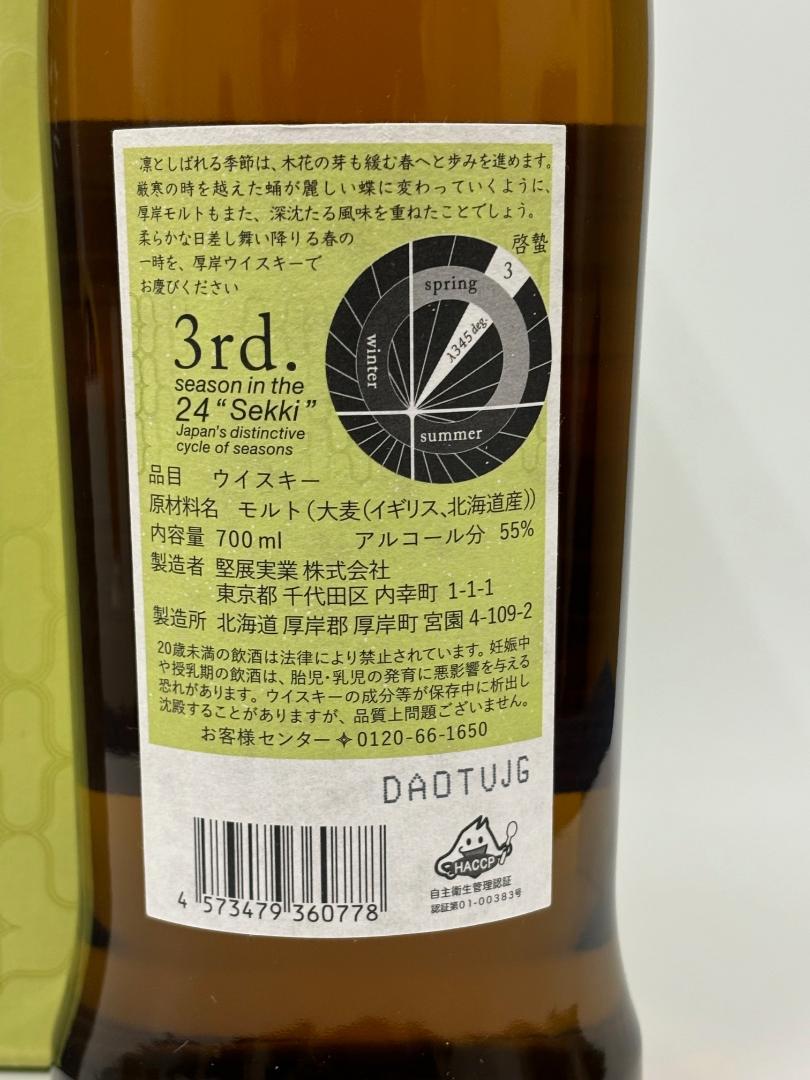 凛としばれる季節は、木花の芽も緩む春へと歩みを進めます。
厳寒の時を越えた蛹が麗しい蝶に変わっていくように、
厚岸モルトもまた、深沈たる風味を重ねたことでしょう。
柔らかな日差し舞い降りる春の
一時を、厚岸ウイスキーで
お慶びください
啓蟄
3
spring
λ345 deg.
winter
summer
3rd.
season in the
24 “Sekki”
Japan's distinctive
cycle of seasons
品目 ウイスキー
原材料名 モルト（大麦（イギリス、北海道産））
内容量 700ml アルコール分 55%
製造者 堅展実業 株式会社
東京都 千代田区 内幸町 1-1-1
製造所 北海道 厚岸郡 厚岸町 宮園 4-109-2
20歳未満の飲酒は法律により禁止されています。妊娠中
や授乳期の飲酒は、胎児・乳児の発育に悪影響を与える
恐れがあります。ウイスキーの成分等が保存中に析出し
沈殿することがありますが、品質上問題ございません。
お客様センター ✧ 0120-66-1650
DAOTUJG
4 573479 360778
HACCP
自主衛生管理認証
認証第01-00383号